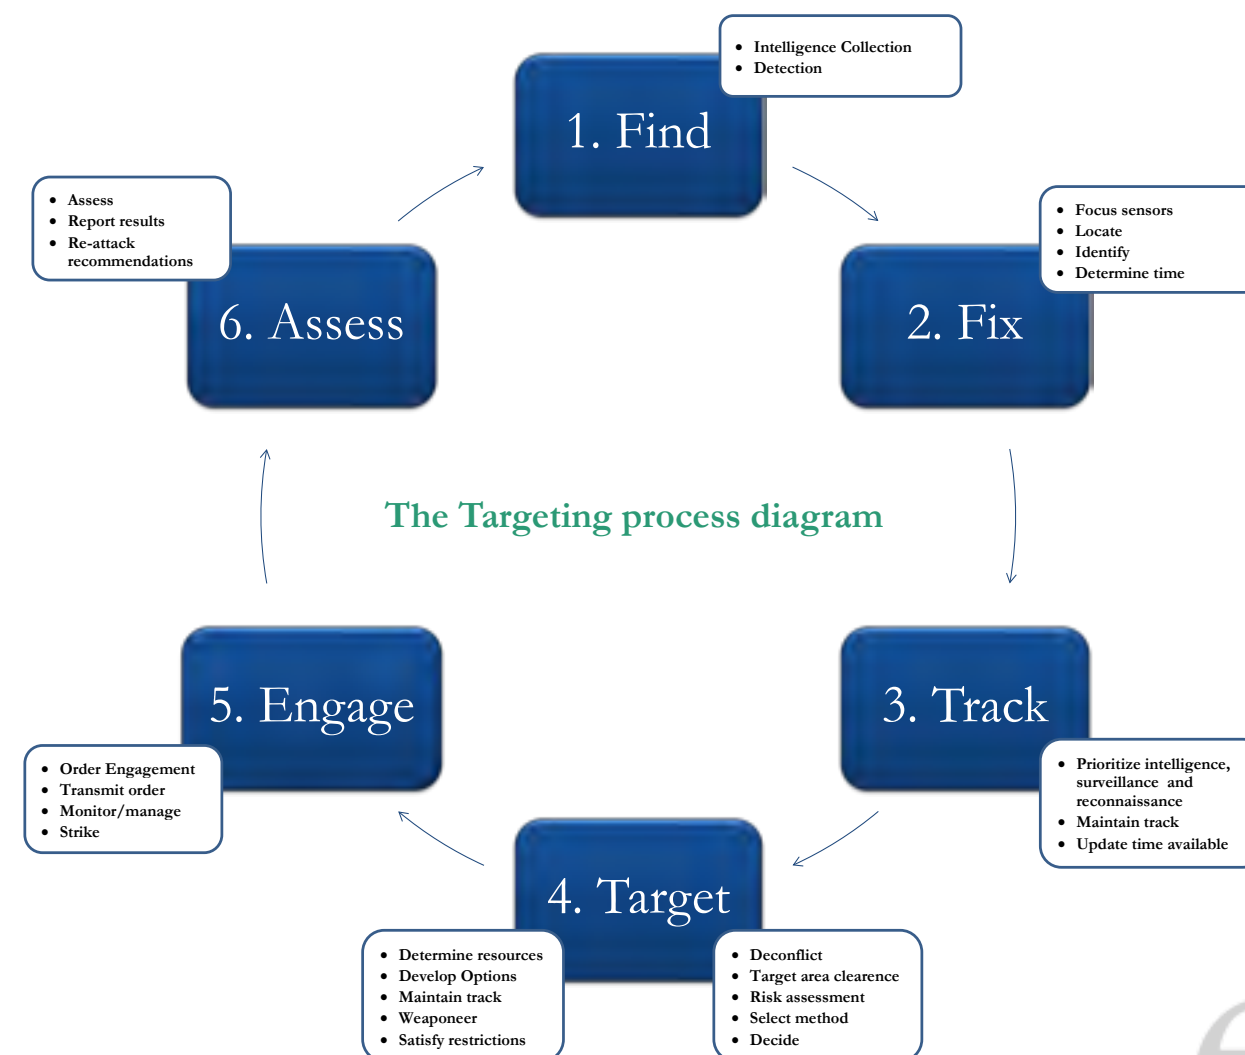 • Intelligence Collection
• Detection
1. Find
• Focus sensors
• Locate
• Identify
• Determine time
2. Fix
• Assess
• Report results
• Re-attack
recommendations
6. Assess
The Targeting process diagram
5. Engage
• Order Engagement
• Transmit order
• Monitor/manage
• Strike
3. Track
• Prioritize intelligence,
surveillance and
reconnaissance
• Maintain track
• Update time available
4. Target
• Determine resources
• Develop Options
• Maintain track
• Weaponeer
• Satisfy restrictions
• Deconflict
• Target area clearence
• Risk assessment
• Select method
• Decide